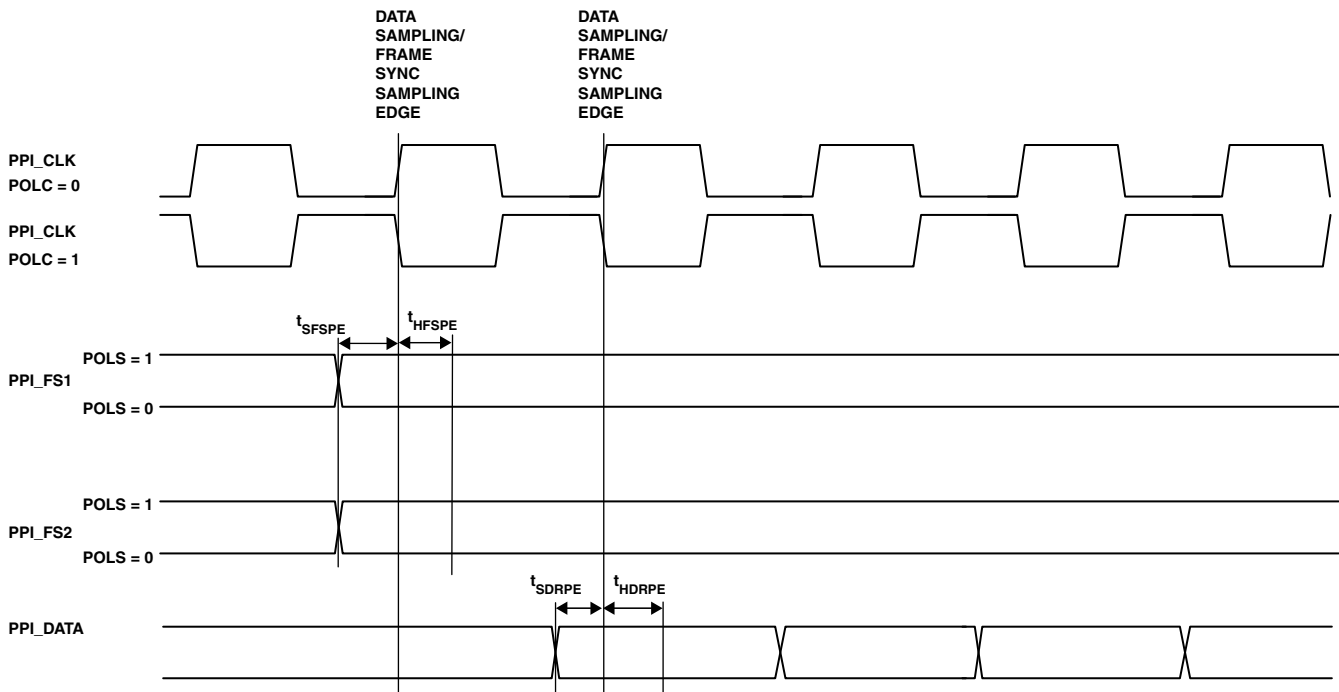 DATA
SAMPLING/
FRAME
SYNC
SAMPLING
EDGE
DATA
SAMPLING/
FRAME
SYNC
SAMPLING
EDGE
PPI_CLK
POLC = 0
PPI_CLK
POLC = 1
tSFSPE
tHFSPE
POLS = 1
PPI_FS1
POLS = 0
POLS = 1
PPI_FS2
POLS = 0
tSDRPE
tHDRPE
PPI_DATA